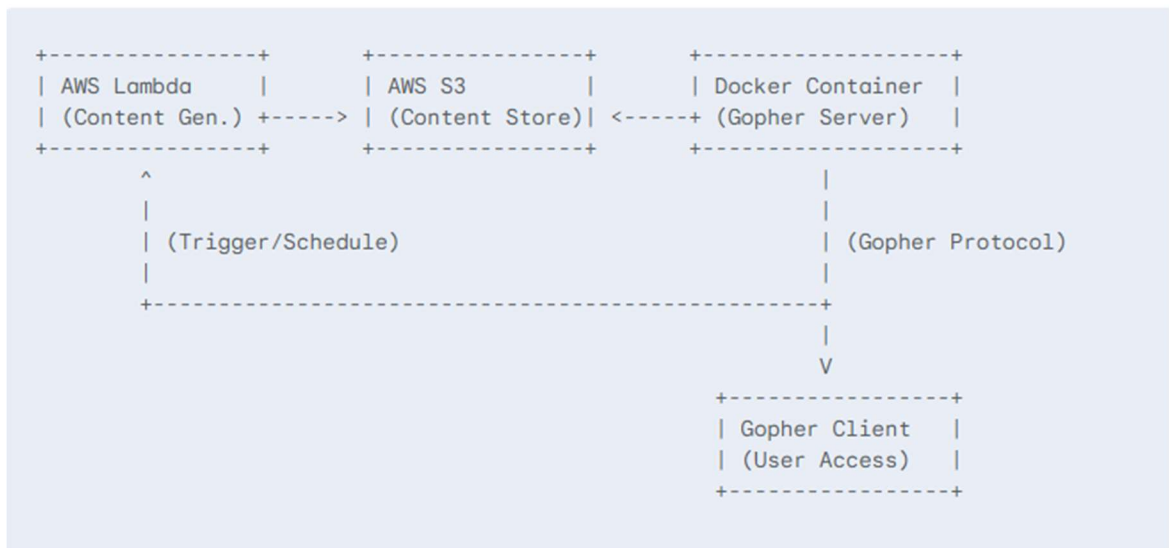 +----------------+       +----------------+       +-------------------+
| AWS Lambda     |       | AWS S3         |       | Docker Container  |
| (Content Gen.) +-----> | (Content Store)| <-----+ (Gopher Server)   |
+----------------+       +----------------+       +-------------------+
        ^                                                   |
        |                                                   |
        | (Trigger/Schedule)                                | (Gopher Protocol)
        |                                                   |
        +---------------------------------------------------+
                                                            |
                                                            V
                                                    +-----------------+
                                                    | Gopher Client   |
                                                    | (User Access)   |
                                                    +-----------------+